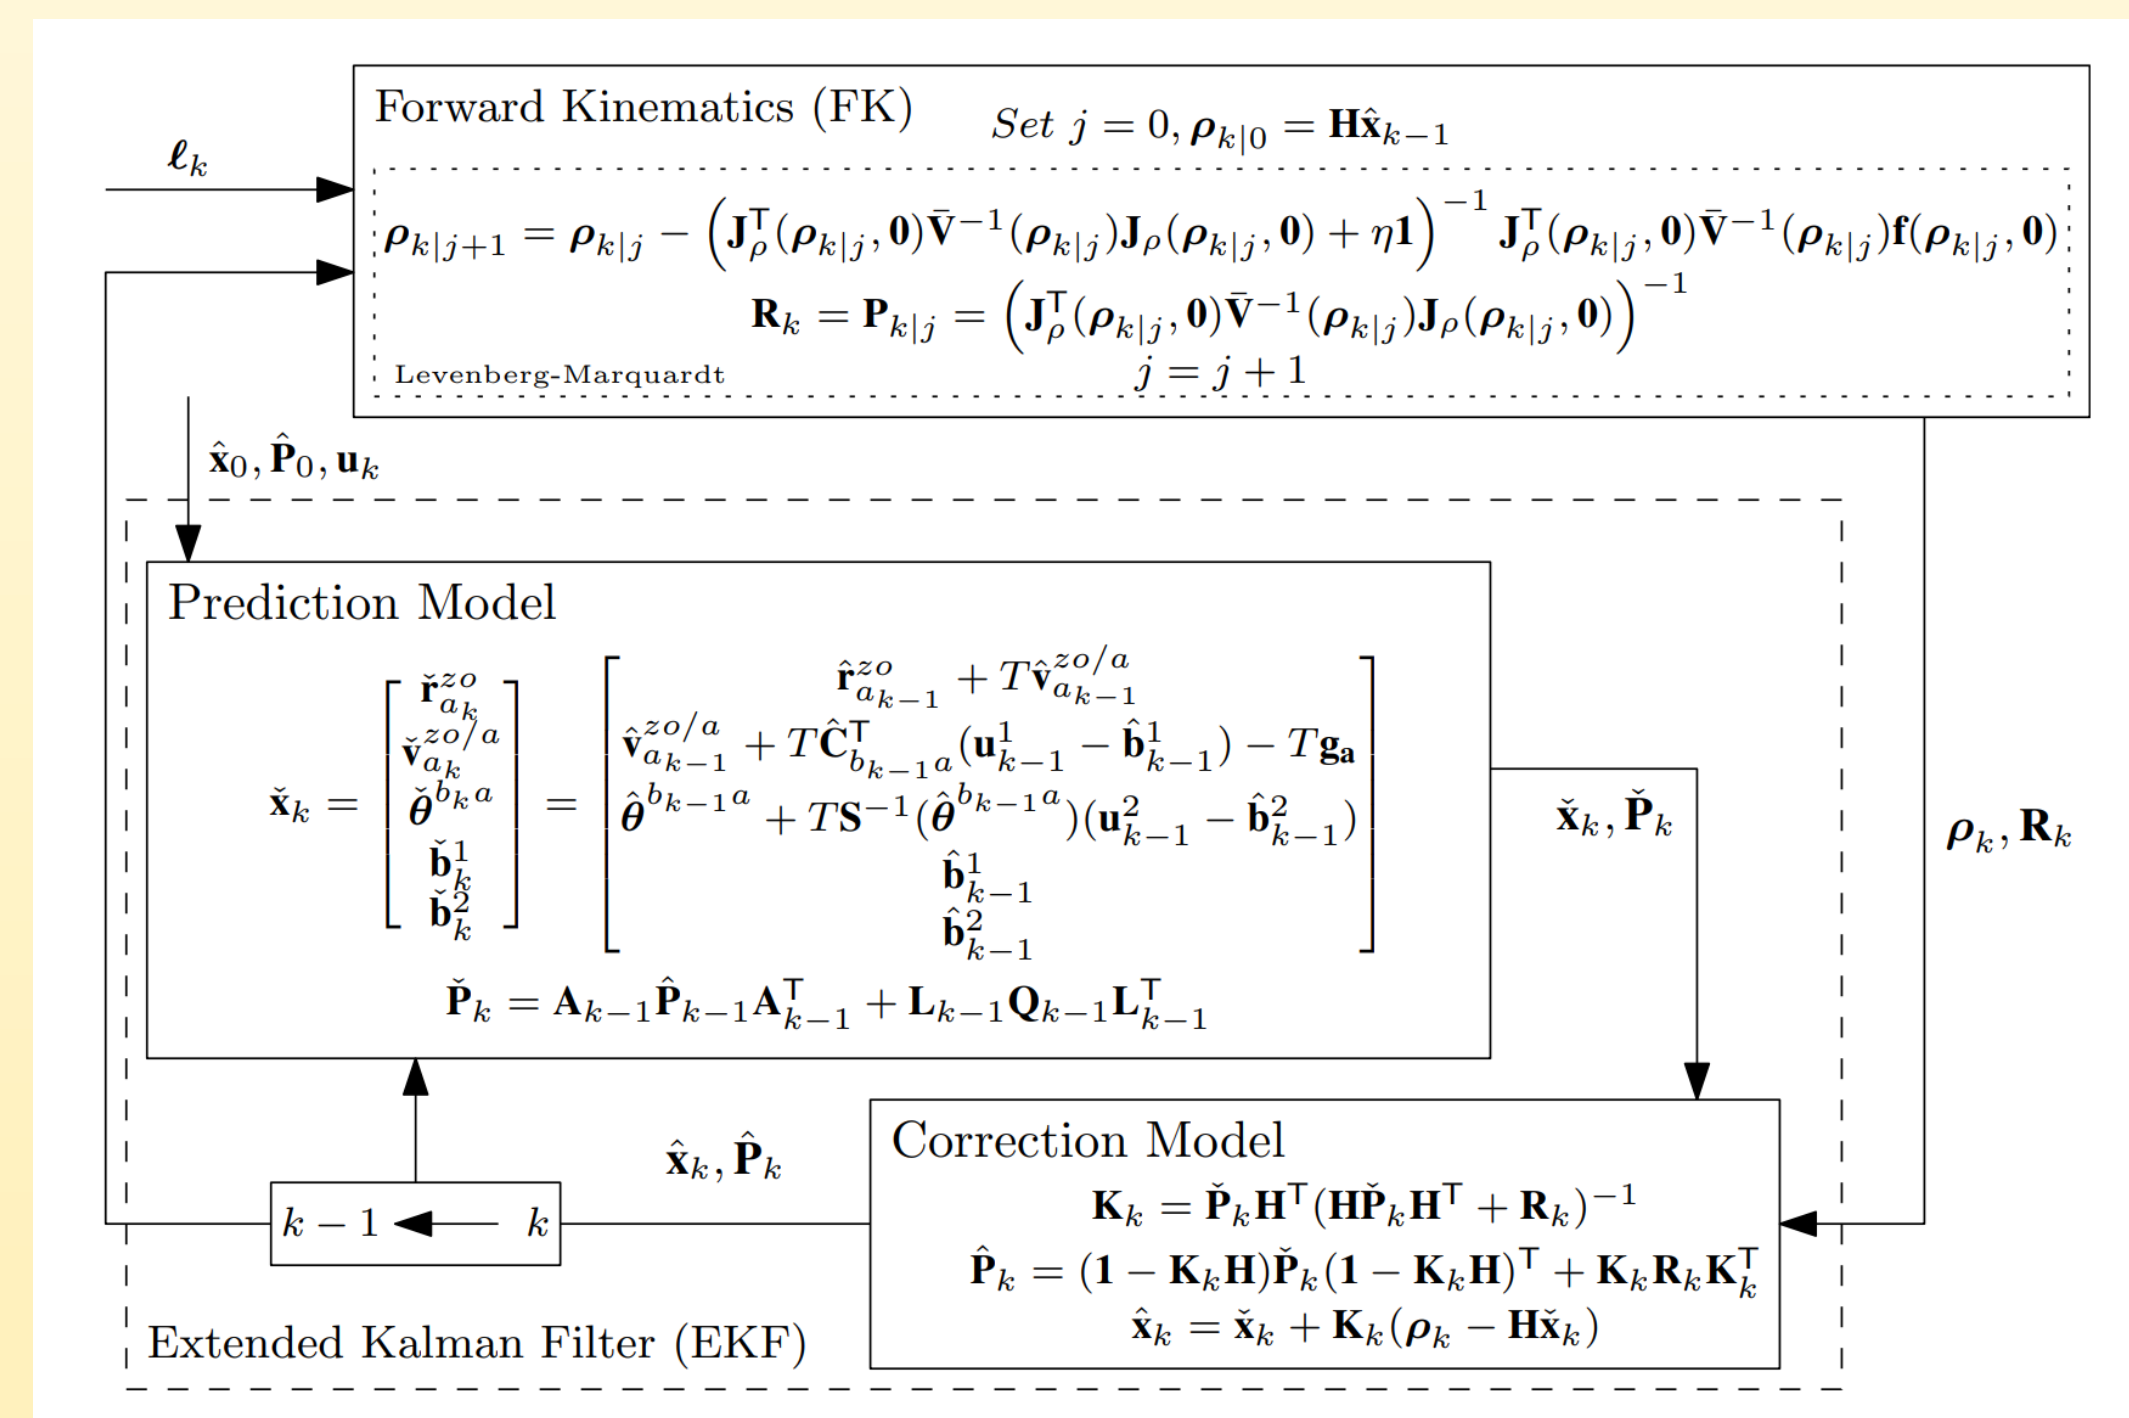 Forward Kinematics (FK)
Set j = 0, ρ_{k|0} = Hx̂_{k−1}
ℓ_k
ρ_{k|j+1} = ρ_{k|j} − (J_ρ^⊤(ρ_{k|j}, 0)V̄^{−1}(ρ_{k|j})J_ρ(ρ_{k|j}, 0) + η1)^{−1} J_ρ^⊤(ρ_{k|j}, 0)V̄^{−1}(ρ_{k|j})f(ρ_{k|j}, 0)
R_k = P_{k|j} = (J_ρ^⊤(ρ_{k|j}, 0)V̄^{−1}(ρ_{k|j})J_ρ(ρ_{k|j}, 0))^{−1}
Levenberg-Marquardt
j = j + 1
x̂_0, P̂_0, u_k
Prediction Model
x̌_k = [ř_{a_k}^{zo}; v̌_{a_k}^{zo/a}; θ̌^{b_k a}; b̌_k^1; b̌_k^2] = [r̂_{a_{k−1}}^{zo} + Tv̂_{a_{k−1}}^{zo/a}; v̂_{a_{k−1}}^{zo/a} + TĈ_{b_{k−1}a}^⊤(u_{k−1}^1 − b̂_{k−1}^1) − Tg_a; θ̂^{b_{k−1}a} + TS^{−1}(θ̂^{b_{k−1}a})(u_{k−1}^2 − b̂_{k−1}^2); b̂_{k−1}^1; b̂_{k−1}^2]
P̌_k = A_{k−1}P̂_{k−1}A_{k−1}^⊤ + L_{k−1}Q_{k−1}L_{k−1}^⊤
x̌_k, P̌_k
ρ_k, R_k
Correction Model
K_k = P̌_kH^⊤(HP̌_kH^⊤ + R_k)^{−1}
P̂_k = (1 − K_kH)P̌_k(1 − K_kH)^⊤ + K_kR_kK_k^⊤
x̂_k = x̌_k + K_k(ρ_k − Hx̌_k)
x̂_k, P̂_k
k − 1 ← k
Extended Kalman Filter (EKF)